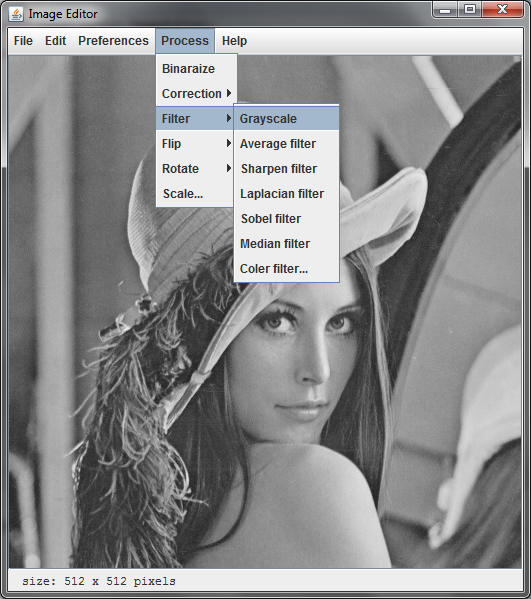 Image Editor
File Edit Preferences Process Help
Binaraize
Correction
Filter
Flip
Rotate
Scale...
Grayscale
Average filter
Sharpen filter
Laplacian filter
Sobel filter
Median filter
Coler filter...
size: 512 x 512 pixels